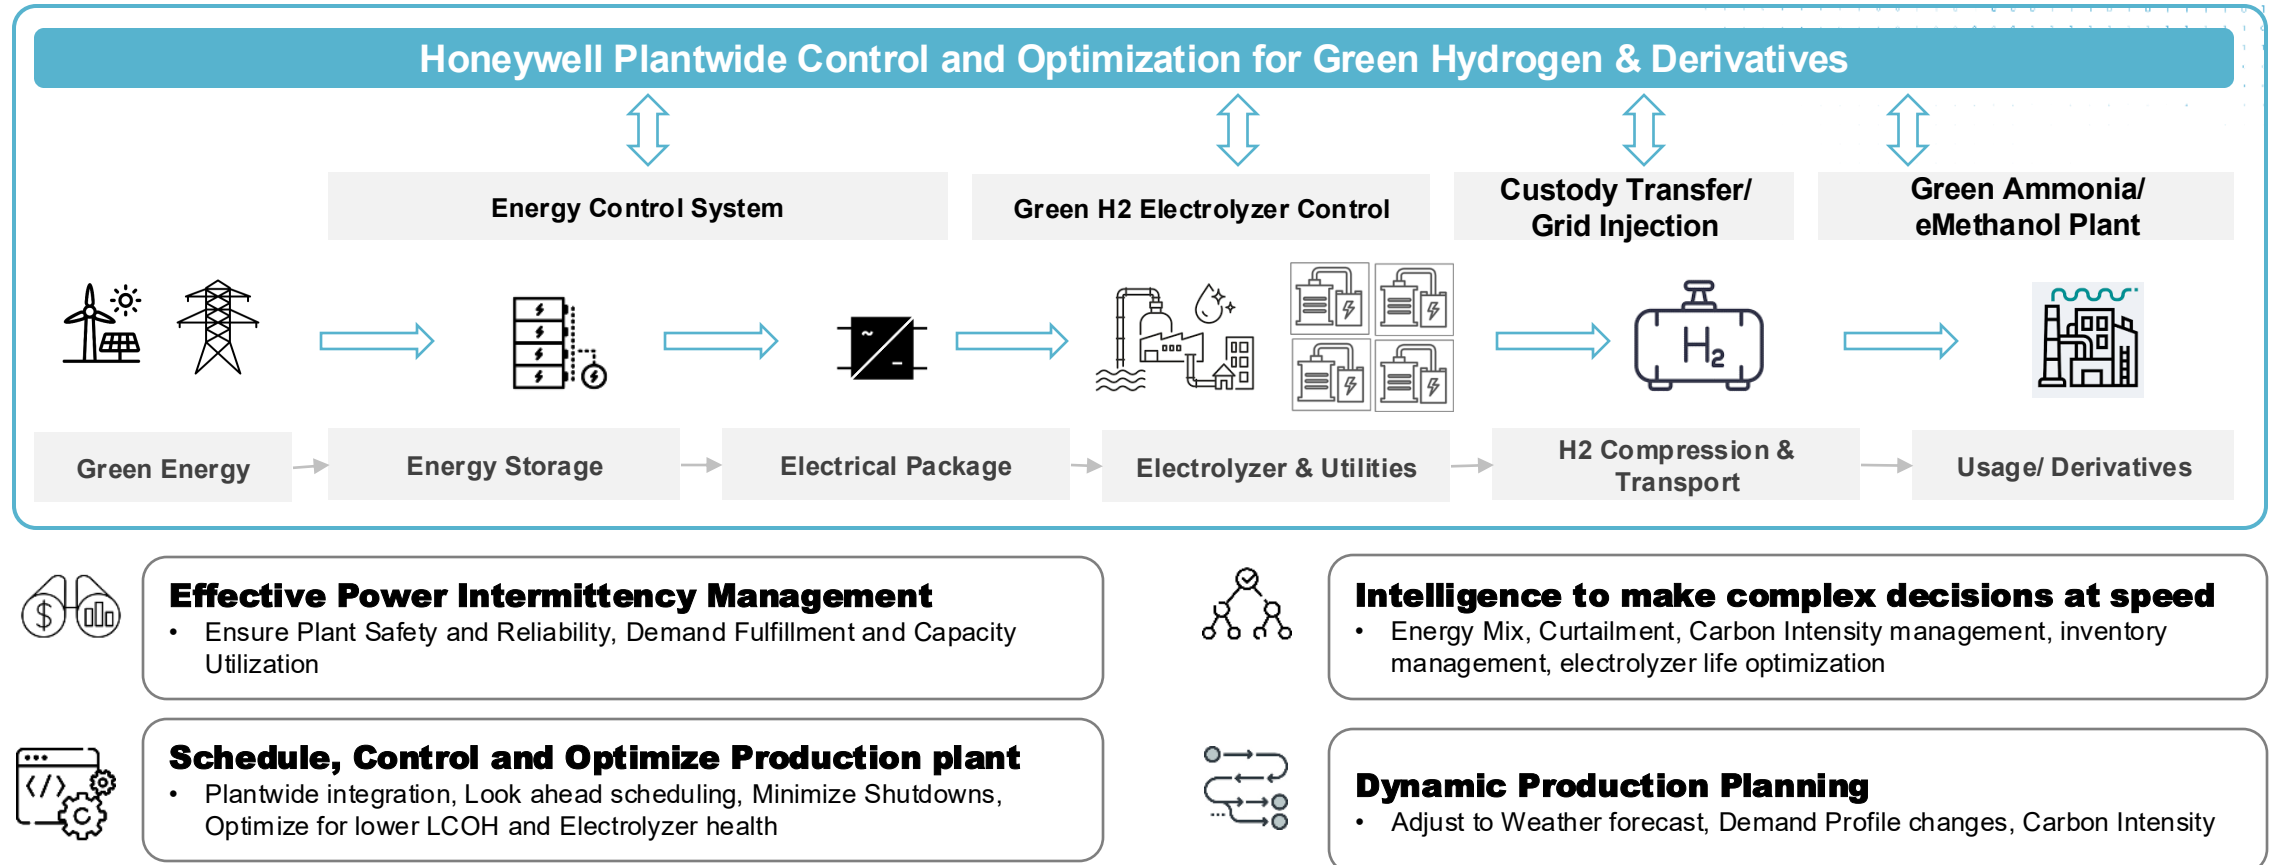 Honeywell Plantwide Control and Optimization for Green Hydrogen & Derivatives
Energy Control System
Green H2 Electrolyzer Control
Custody Transfer/
Grid Injection
Green Ammonia/
eMethanol Plant
H2
Green Energy
Energy Storage
Electrical Package
Electrolyzer & Utilities
H2 Compression &
Transport
Usage/ Derivatives
Effective Power Intermittency Management
• Ensure Plant Safety and Reliability, Demand Fulfillment and Capacity
Utilization
Intelligence to make complex decisions at speed
• Energy Mix, Curtailment, Carbon Intensity management, inventory
management, electrolyzer life optimization
Schedule, Control and Optimize Production plant
• Plantwide integration, Look ahead scheduling, Minimize Shutdowns,
Optimize for lower LCOH and Electrolyzer health
Dynamic Production Planning
• Adjust to Weather forecast, Demand Profile changes, Carbon Intensity